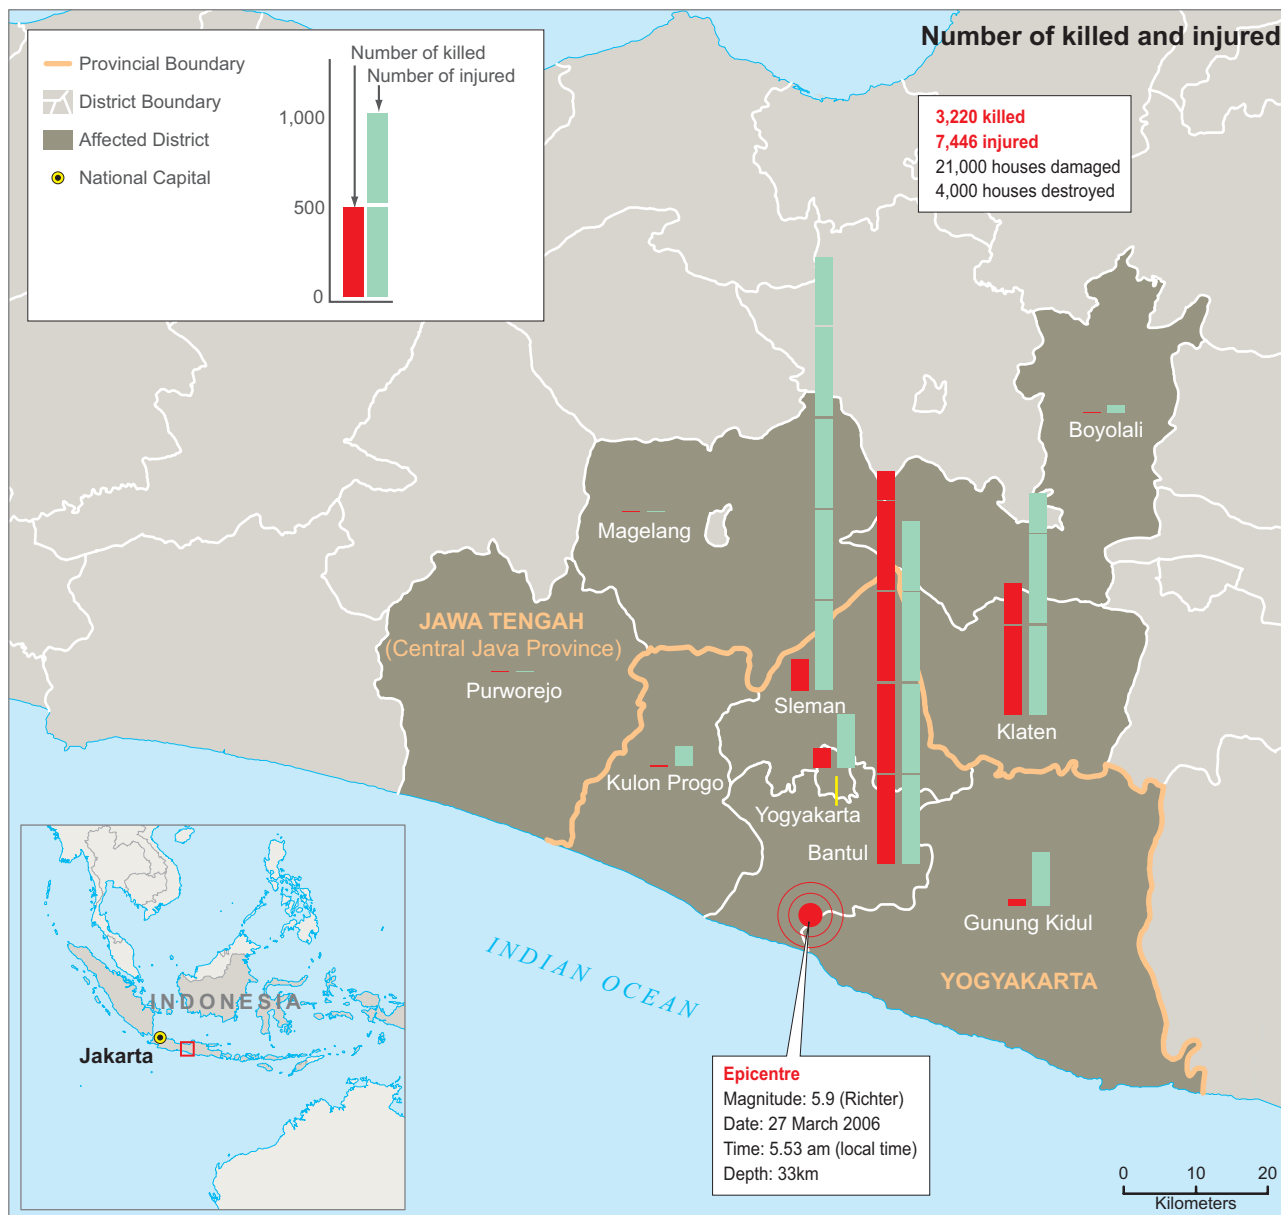 Number of killed and injured
Provincial Boundary
District Boundary
Affected District
National Capital
Number of killed
Number of injured
1,000
500
0
3,220 killed
7,446 injured
21,000 houses damaged
4,000 houses destroyed
Boyolali
Magelang
JAWA TENGAH
(Central Java Province)
Purworejo
Sleman
Klaten
Kulon Progo
Yogyakarta
Bantul
Gunung Kidul
YOGYAKARTA
INDIAN OCEAN
INDONESIA
Jakarta
Epicentre
Magnitude: 5.9 (Richter)
Date: 27 March 2006
Time: 5.53 am (local time)
Depth: 33km
0 10 20
Kilometers